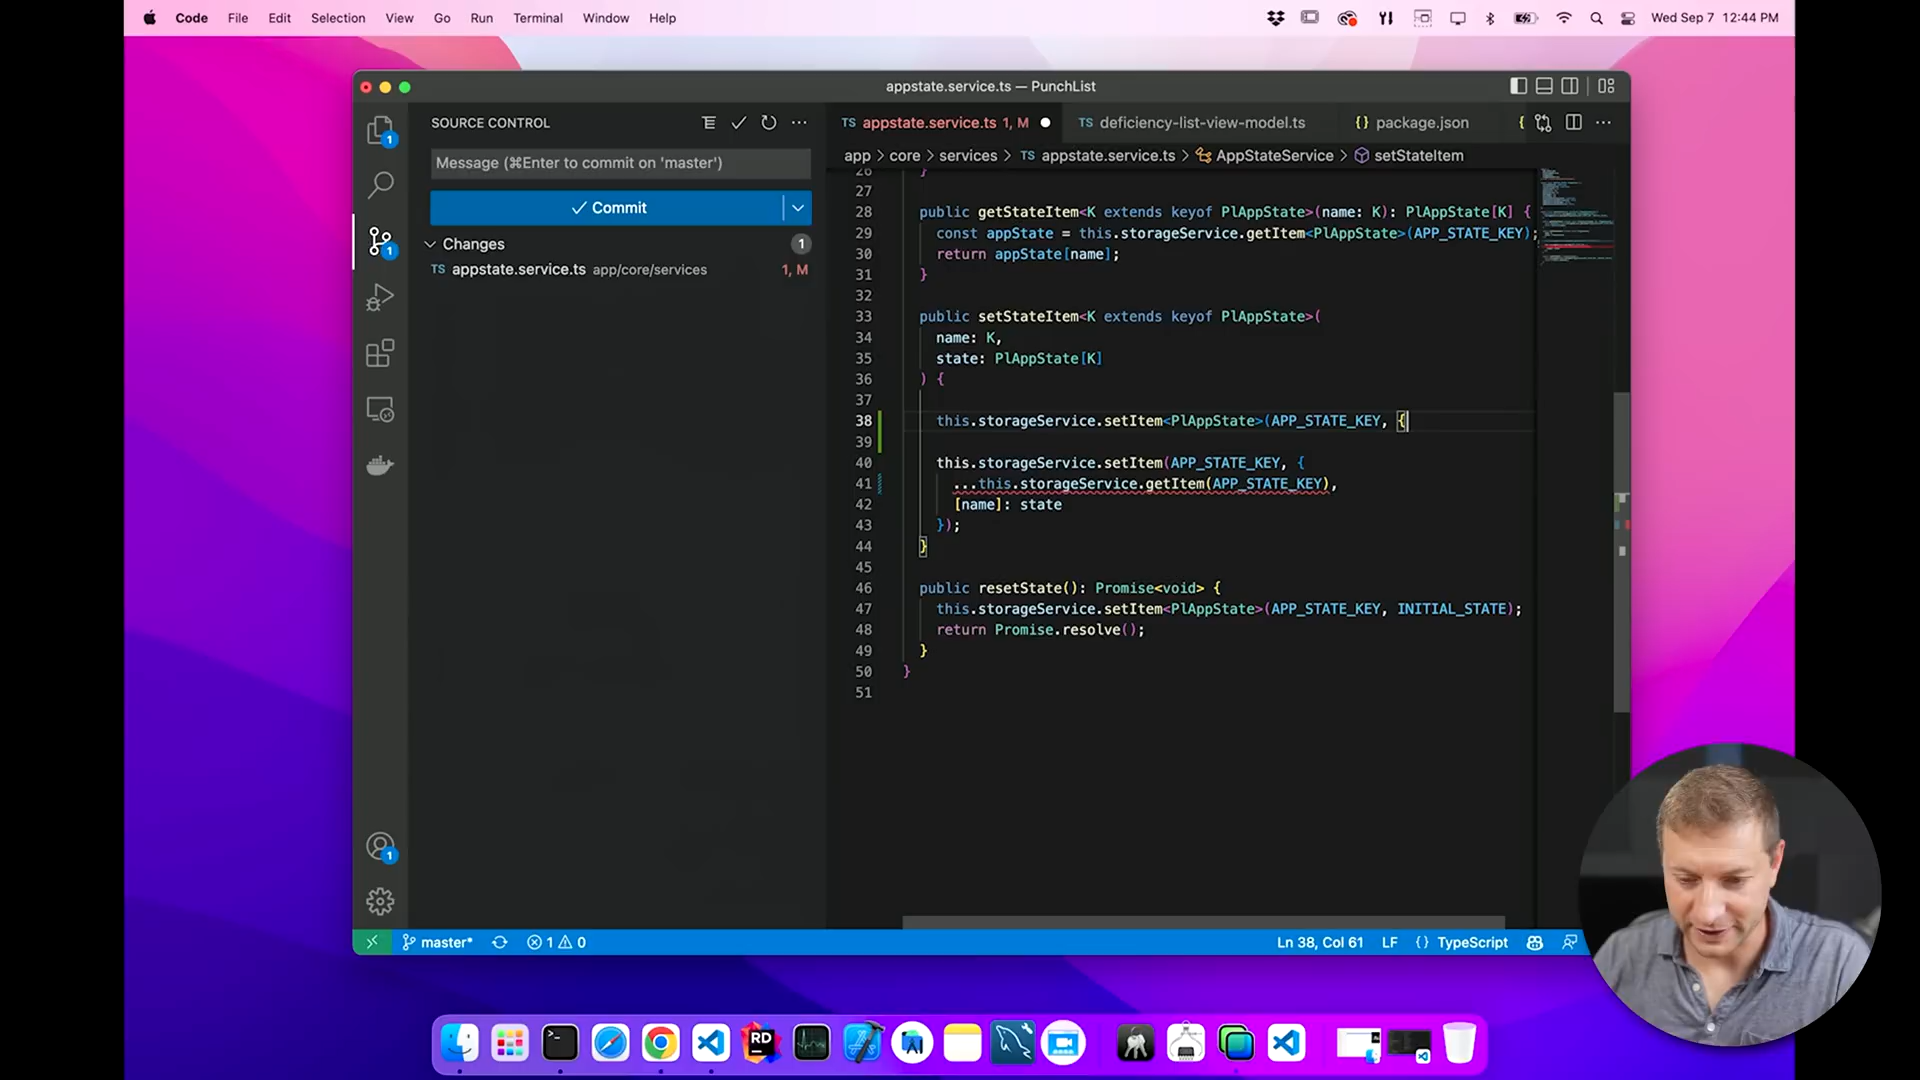 Code File Edit Selection View Go Run Terminal Window Help Wed Sep 7 12:44 PM
appstate.service.ts — PunchList
SOURCE CONTROL
TS appstate.service.ts 1, M
TS deficiency-list-view-model.ts
{} package.json
{
app > core > services > TS appstate.service.ts > AppStateService > setStateItem
Message (⌘Enter to commit on 'master')
Commit
Changes 1
TS appstate.service.ts app/core/services 1, M
26 }
27
28 public getStateItem<K extends keyof PlAppState>(name: K): PlAppState[K] {
29 const appState = this.storageService.getItem<PlAppState>(APP_STATE_KEY);
30 return appState[name];
31 }
32
33 public setStateItem<K extends keyof PlAppState>(
34 name: K,
35 state: PlAppState[K]
36 ) {
37
38 this.storageService.setItem<PlAppState>(APP_STATE_KEY, {
39
40 this.storageService.setItem(APP_STATE_KEY, {
41 ...this.storageService.getItem(APP_STATE_KEY),
42 [name]: state
43 });
44 }
45
46 public resetState(): Promise<void> {
47 this.storageService.setItem<PlAppState>(APP_STATE_KEY, INITIAL_STATE);
48 return Promise.resolve();
49 }
50 }
51
1
1
1
master* 1 0 Ln 38, Col 61 LF {} TypeScript
RD